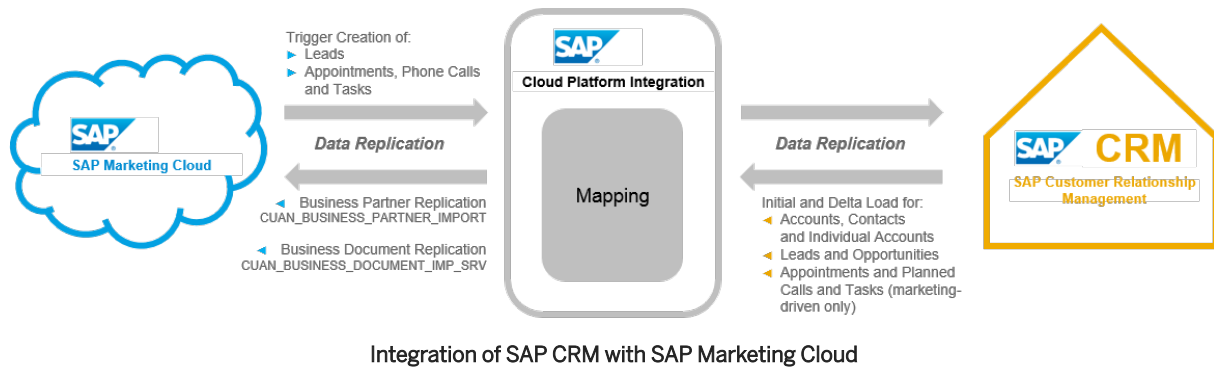 Trigger Creation of:
► Leads
► Appointments, Phone Calls
and Tasks
Data Replication
◄ Business Partner Replication
CUAN_BUSINESS_PARTNER_IMPORT
◄ Business Document Replication
CUAN_BUSINESS_DOCUMENT_IMP_SRV
SAP
SAP Marketing Cloud
SAP
Cloud Platform Integration
Mapping
Data Replication
Initial and Delta Load for:
◄ Accounts, Contacts
and Individual Accounts
◄ Leads and Opportunities
◄ Appointments and Planned
Calls and Tasks (marketing-
driven only)
SAP CRM
SAP Customer Relationship
Management
Integration of SAP CRM with SAP Marketing Cloud